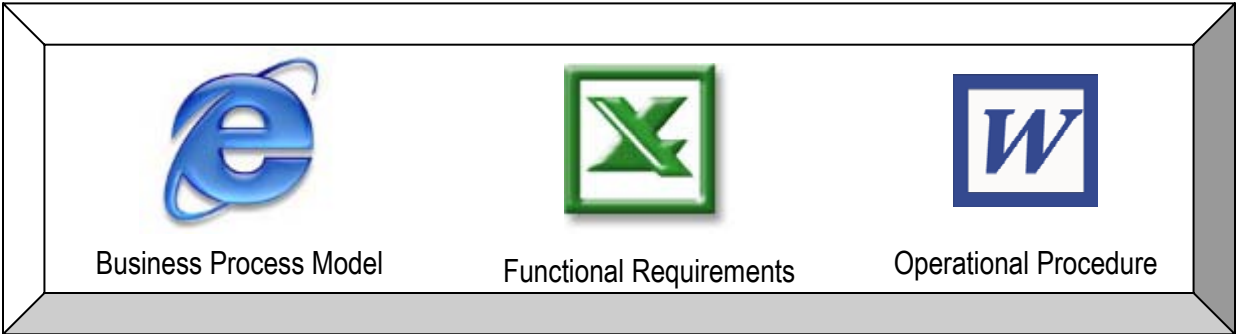 Business Process Model
Functional Requirements
Operational Procedure